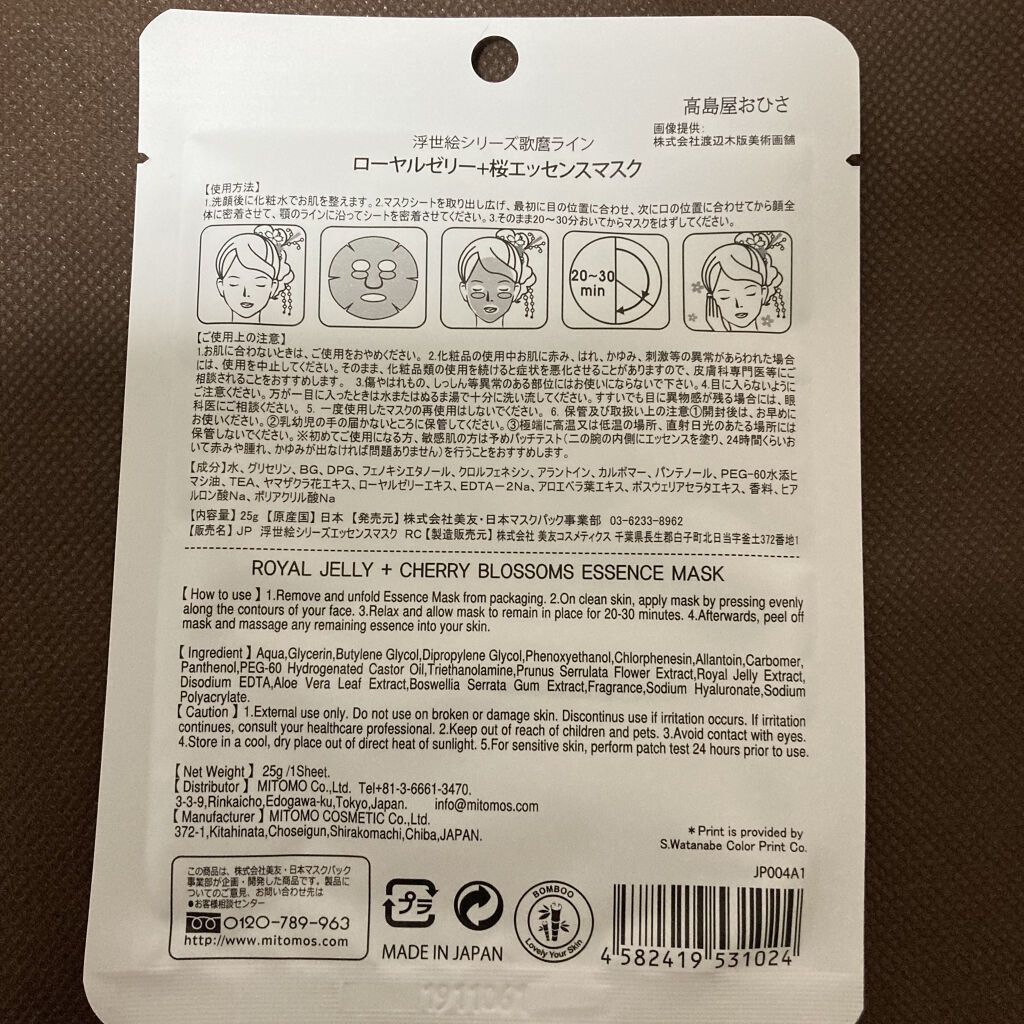 高島屋おひさ
画像提供:
株式会社渡辺木版美術画舗
浮世絵シリーズ歌麿ライン
ローヤルゼリー+桜エッセンスマスク
【使用方法】
1.洗顔後に化粧水でお肌を整えます。2.マスクシートを取り出し広げ、最初に目の位置に合わせ、次に口の位置に合わせてから顔全
体に密着させて、顎のラインに沿ってシートを密着させてください。3.そのまま20〜30分おいてからマスクをはずしてください。
20~30
min
【ご使用上の注意】
1.お肌に合わないときは、ご使用をおやめください。2.化粧品の使用中お肌に赤み、はれ、かゆみ、刺激等の異常があらわれた場合
には、使用を中止してください。そのまま、化粧品類の使用を続けると症状を悪化させることがありますので、皮膚科専門医等にご
相談されることをおすすめします。 3.傷やはれもの、しっしん等異常のある部位にはお使いにならないで下さい。4.目に入らないように
ご注意ください。万が一目に入ったときは水またはぬるま湯で十分に洗い流してください。すすいでも目に異物感が残る場合には、眼
科医にご相談ください。5. 一度使用したマスクの再使用はしないでください。6. 保管及び取扱い上の注意①開封後は、お早めに
お使いください。②乳幼児の手の届かないところに保管してください。③極端に高温又は低温の場所、直射日光のあたる場所には
保管しないでください。※初めてご使用になる方、敏感肌の方は予めパッチテスト(二の腕の内側にエッセンスを塗り、24時間くらいお
いて赤みや腫れ、かゆみが出なければ問題ありません)を行うことをおすすめします。
【成分】水、グリセリン、BG、DPG、フェノキシエタノール、クロルフェネシン、アラントイン、カルボマー、パンテノール、PEG-60水添ヒ
マシ油、TEA、ヤマザクラ花エキス、ローヤルゼリーエキス、EDTA-2Na、アロエベラ葉エキス、ボスウェリアセラタエキス、香料、ヒア
ルロン酸Na、ポリアクリル酸Na
【内容量】25g【原産国】日本【発売元】株式会社美友・日本マスクパック事業部 03-6233-8962
【販売名】JP 浮世絵シリーズエッセンスマスク RC【製造販売元】株式会社 美友コスメティクス 千葉県長生郡白子町北日当字釜土372番地1
ROYAL JELLY + CHERRY BLOSSOMS ESSENCE MASK
【How to use】1.Remove and unfold Essence Mask from packaging. 2.On clean skin, apply mask by pressing evenly
along the contours of your face. 3.Relax and allow mask to remain in place for 20-30 minutes. 4.Afterwards, peel off
mask and massage any remaining essence into your skin.
【Ingredient】Aqua,Glycerin,Butylene Glycol,Dipropylene Glycol,Phenoxyethanol,Chlorphenesin,Allantoin,Carbomer,
Panthenol,PEG-60 Hydrogenated Castor Oil,Triethanolamine,Prunus Serrulata Flower Extract,Royal Jelly Extract,
Disodium EDTA,Aloe Vera Leaf Extract,Boswellia Serrata Gum Extract,Fragrance,Sodium Hyaluronate,Sodium
Polyacrylate.
【Caution】1.External use only. Do not use on broken or damage skin. Discontinus use if irritation occurs. If irritation
continues, consult your healthcare professional. 2.Keep out of reach of children and pets. 3.Avoid contact with eyes.
4.Store in a cool, dry place out of direct heat of sunlight. 5.For sensitive skin, perform patch test 24 hours prior to use.
【Net Weight】25g /1Sheet.
【Distributor】MITOMO Co.,Ltd. Tel+81-3-6661-3470.
3-3-9,Rinkaicho,Edogawa-ku,Tokyo,Japan. info@mitomos.com
【Manufacturer】MITOMO COSMETIC Co.,Ltd.
372-1,Kitahinata,Choseigun,Shirakomachi,Chiba,JAPAN.
*Print is provided by
S.Watanabe Color Print Co.
JP004A1
この商品は、株式会社美友・日本マスクパック
事業部が企画・開発した商品です。製品に
ついてのご意見、お問い合わせ先は
●お客様相談センター
0120-789-963
http://www.mitomos.com
プラ
MADE IN JAPAN
BOMBOO
Lovely Your Skin
4 582419 531024